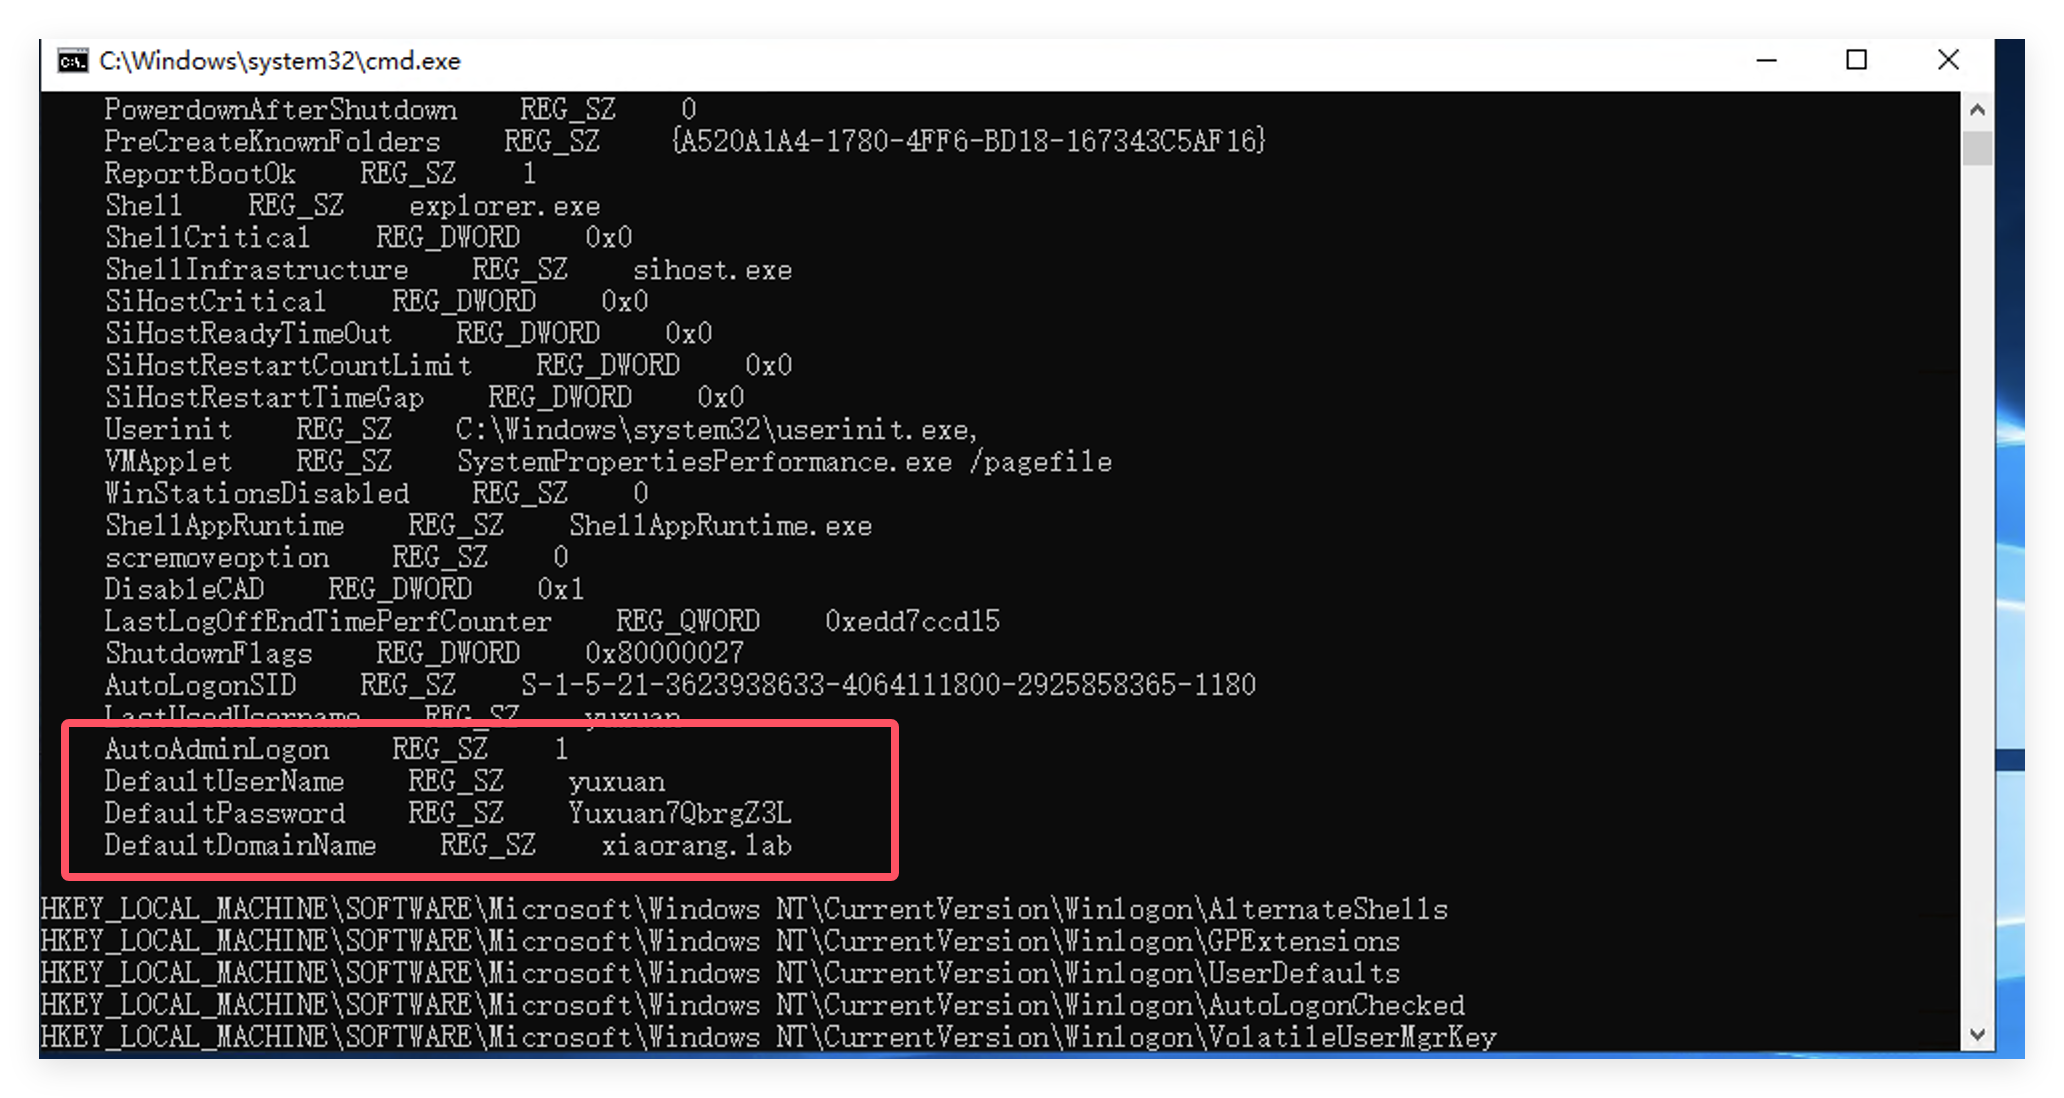 C:\Windows\system32\cmd.exe
PowerdownAfterShutdown    REG_SZ    0
PreCreateKnownFolders    REG_SZ    {A520A1A4-1780-4FF6-BD18-167343C5AF16}
ReportBootOk    REG_SZ    1
Shell    REG_SZ    explorer.exe
ShellCritical    REG_DWORD    0x0
ShellInfrastructure    REG_SZ    sihost.exe
SiHostCritical    REG_DWORD    0x0
SiHostReadyTimeOut    REG_DWORD    0x0
SiHostRestartCountLimit    REG_DWORD    0x0
SiHostRestartTimeGap    REG_DWORD    0x0
Userinit    REG_SZ    C:\Windows\system32\userinit.exe,
VMApplet    REG_SZ    SystemPropertiesPerformance.exe /pagefile
WinStationsDisabled    REG_SZ    0
ShellAppRuntime    REG_SZ    ShellAppRuntime.exe
scremoveoption    REG_SZ    0
DisableCAD    REG_DWORD    0x1
LastLogOffEndTimePerfCounter    REG_QWORD    0xedd7ccd15
ShutdownFlags    REG_DWORD    0x80000027
AutoLogonSID    REG_SZ    S-1-5-21-3623938633-4064111800-2925858365-1180
LastUsedUsername    REG_SZ    yuxuan
AutoAdminLogon    REG_SZ    1
DefaultUserName    REG_SZ    yuxuan
DefaultPassword    REG_SZ    Yuxuan7QbrgZ3L
DefaultDomainName    REG_SZ    xiaorang.lab
HKEY_LOCAL_MACHINE\SOFTWARE\Microsoft\Windows NT\CurrentVersion\Winlogon\AlternateShells
HKEY_LOCAL_MACHINE\SOFTWARE\Microsoft\Windows NT\CurrentVersion\Winlogon\GPExtensions
HKEY_LOCAL_MACHINE\SOFTWARE\Microsoft\Windows NT\CurrentVersion\Winlogon\UserDefaults
HKEY_LOCAL_MACHINE\SOFTWARE\Microsoft\Windows NT\CurrentVersion\Winlogon\AutoLogonChecked
HKEY_LOCAL_MACHINE\SOFTWARE\Microsoft\Windows NT\CurrentVersion\Winlogon\VolatileUserMgrKey